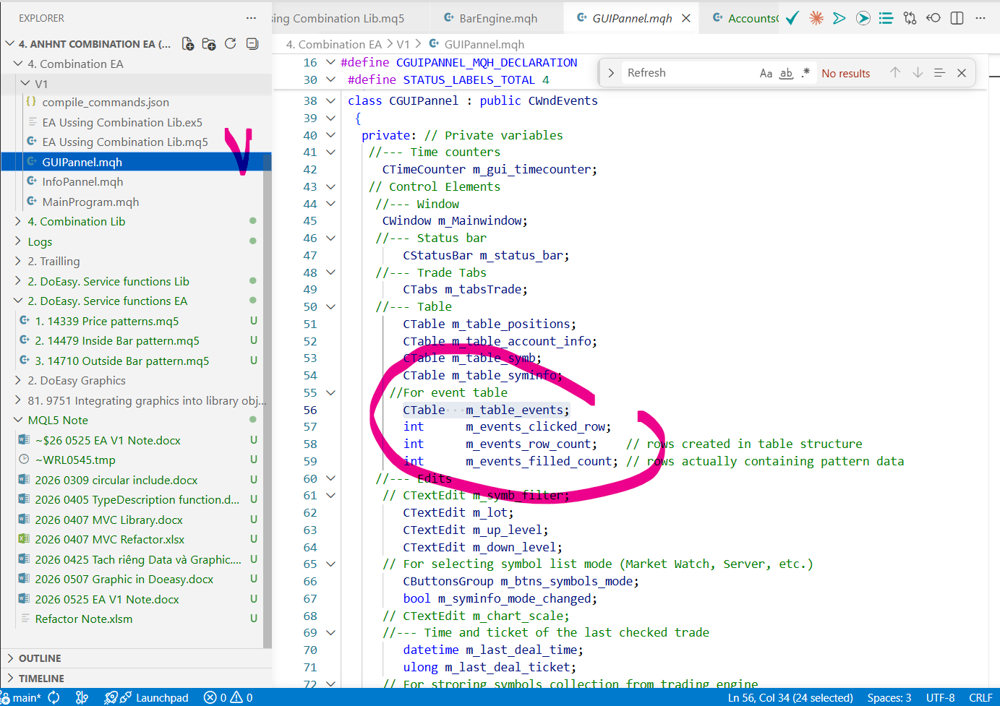 EXPLORER
4. ANHNT COMBINATION EA (...
4. Combination EA
V1
compile_commands.json
EA Ussing Combination Lib.ex5
EA Ussing Combination Lib.mq5
GUIPannel.mqh
InfoPannel.mqh
MainProgram.mqh
4. Combination Lib
Logs
2. Trailling
2. DoEasy. Service functions Lib
2. DoEasy. Service functions EA
1. 14339 Price patterns.mq5 U
2. 14479 Inside Bar pattern.mq5 U
3. 14710 Outside Bar pattern.mq5 U
2. DoEasy Graphics
81. 9751 Integrating graphics into library obj...
MQL5 Note
~$26 0525 EA V1 Note.docx U
~WRL0545.tmp U
2026 0309 circular include.docx U
2026 0405 TypeDescription function.d... U
2026 0407 MVC Library.docx U
2026 0407 MVC Refactor.xlsx U
2026 0425 Tach riêng Data và Graphic.... U
2026 0507 Graphic in Doeasy.docx U
2026 0525 EA V1 Note.docx U
Refactor Note.xlsm U
OUTLINE
TIMELINE
sing Combination Lib.mq5 BarEngine.mqh GUIPannel.mqh Accounts
4. Combination EA > V1 > GUIPannel.mqh
Refresh Aa ab .* No results
16 #define CGUIPANNEL_MQH_DECLARATION
30 #define STATUS_LABELS_TOTAL 4
38 class CGUIPannel : public CWndEvents
39 {
40 private: // Private variables
41 //--- Time counters
42 CTimeCounter m_gui_timecounter;
43 // Control Elements
44 //--- Window
45 CWindow m_Mainwindow;
46 //--- Status bar
47 CStatusBar m_status_bar;
48 //--- Trade Tabs
49 CTabs m_tabsTrade;
50 //--- Table
51 CTable m_table_positions;
52 CTable m_table_account_info;
53 CTable m_table_symb;
54 CTable m_table_syminfo;
55 //For event table
56 CTable m_table_events;
57 int m_events_clicked_row;
58 int m_events_row_count; // rows created in table structure
59 int m_events_filled_count; // rows actually containing pattern data
60 //--- Edits
61 // CTextEdit m_symb_filter;
62 CTextEdit m_lot;
63 CTextEdit m_up_level;
64 CTextEdit m_down_level;
65 // For selecting symbol list mode (Market Watch, Server, etc.)
66 CButtonsGroup m_btns_symbols_mode;
67 bool m_syminfo_mode_changed;
68 // CTextEdit m_chart_scale;
69 //--- Time and ticket of the last checked trade
70 datetime m_last_deal_time;
71 ulong m_last_deal_ticket;
72 // For stroring symbols collection from trading engine
main* Launchpad 0 0 Ln 56, Col 34 (24 selected) Spaces: 3 UTF-8 CRLF